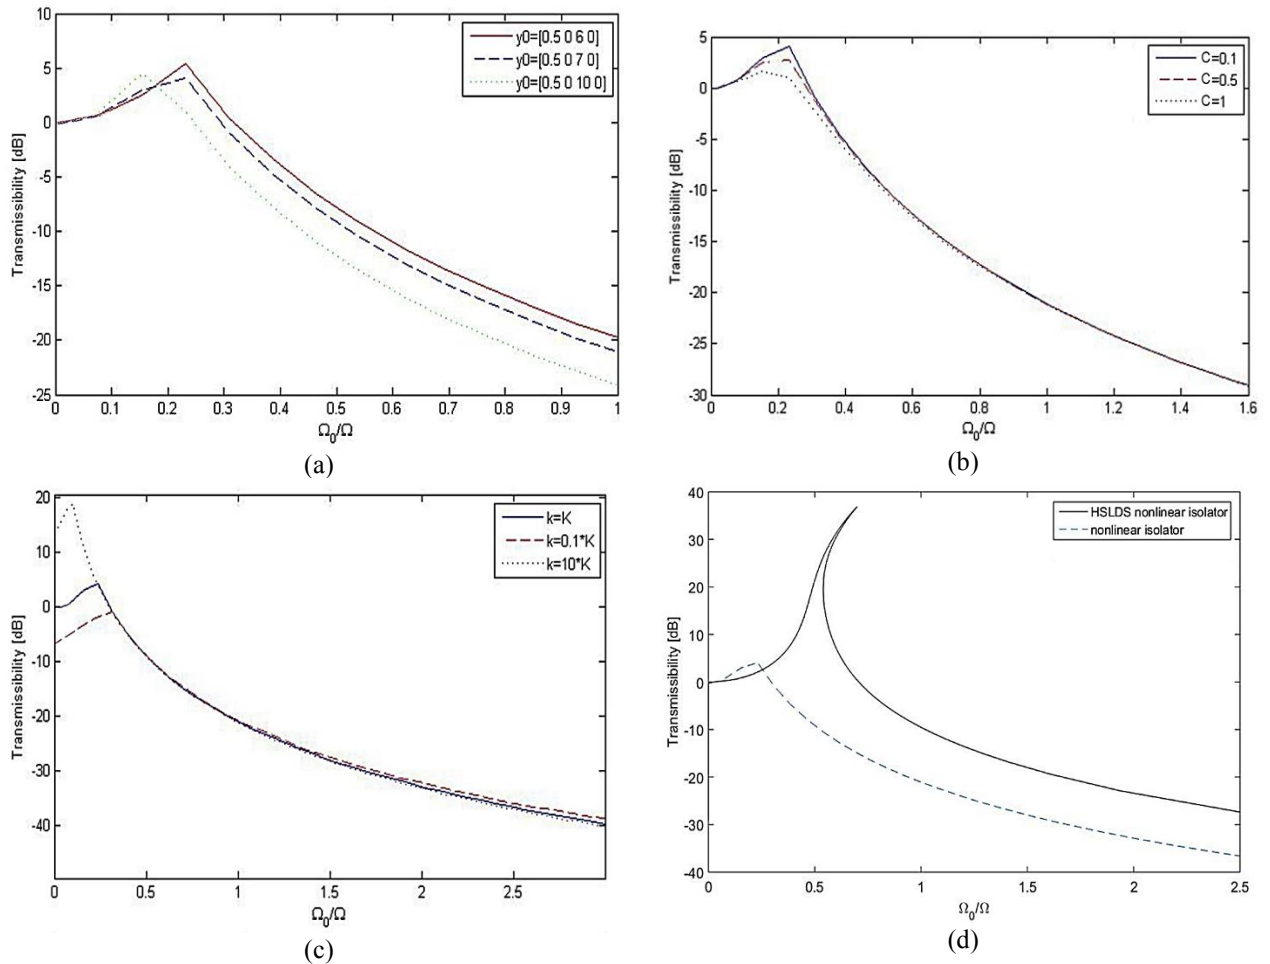 10
5
0
-5
-10
-15
-20
-25
Transmissibility [dB]
y0=[0.5 0 6 0]
y0=[0.5 0 7 0]
y0=[0.5 0 10 0]
0 0.1 0.2 0.3 0.4 0.5 0.6 0.7 0.8 0.9 1
Ω₀/Ω
(a)
5
0
-5
-10
-15
-20
-25
-30
Transmissibility [dB]
C=0.1
C=0.5
C=1
0 0.2 0.4 0.6 0.8 1 1.2 1.4 1.6
Ω₀/Ω
(b)
20
10
0
-10
-20
-30
-40
Transmissibility [dB]
k=K
k=0.1*K
k=10*K
0 0.5 1 1.5 2 2.5
Ω₀/Ω
(c)
40
30
20
10
0
-10
-20
-30
-40
Transmissibility [dB]
HSLDS nonlinear isolator
nonlinear isolator
0 0.5 1 1.5 2 2.5
Ω₀/Ω
(d)